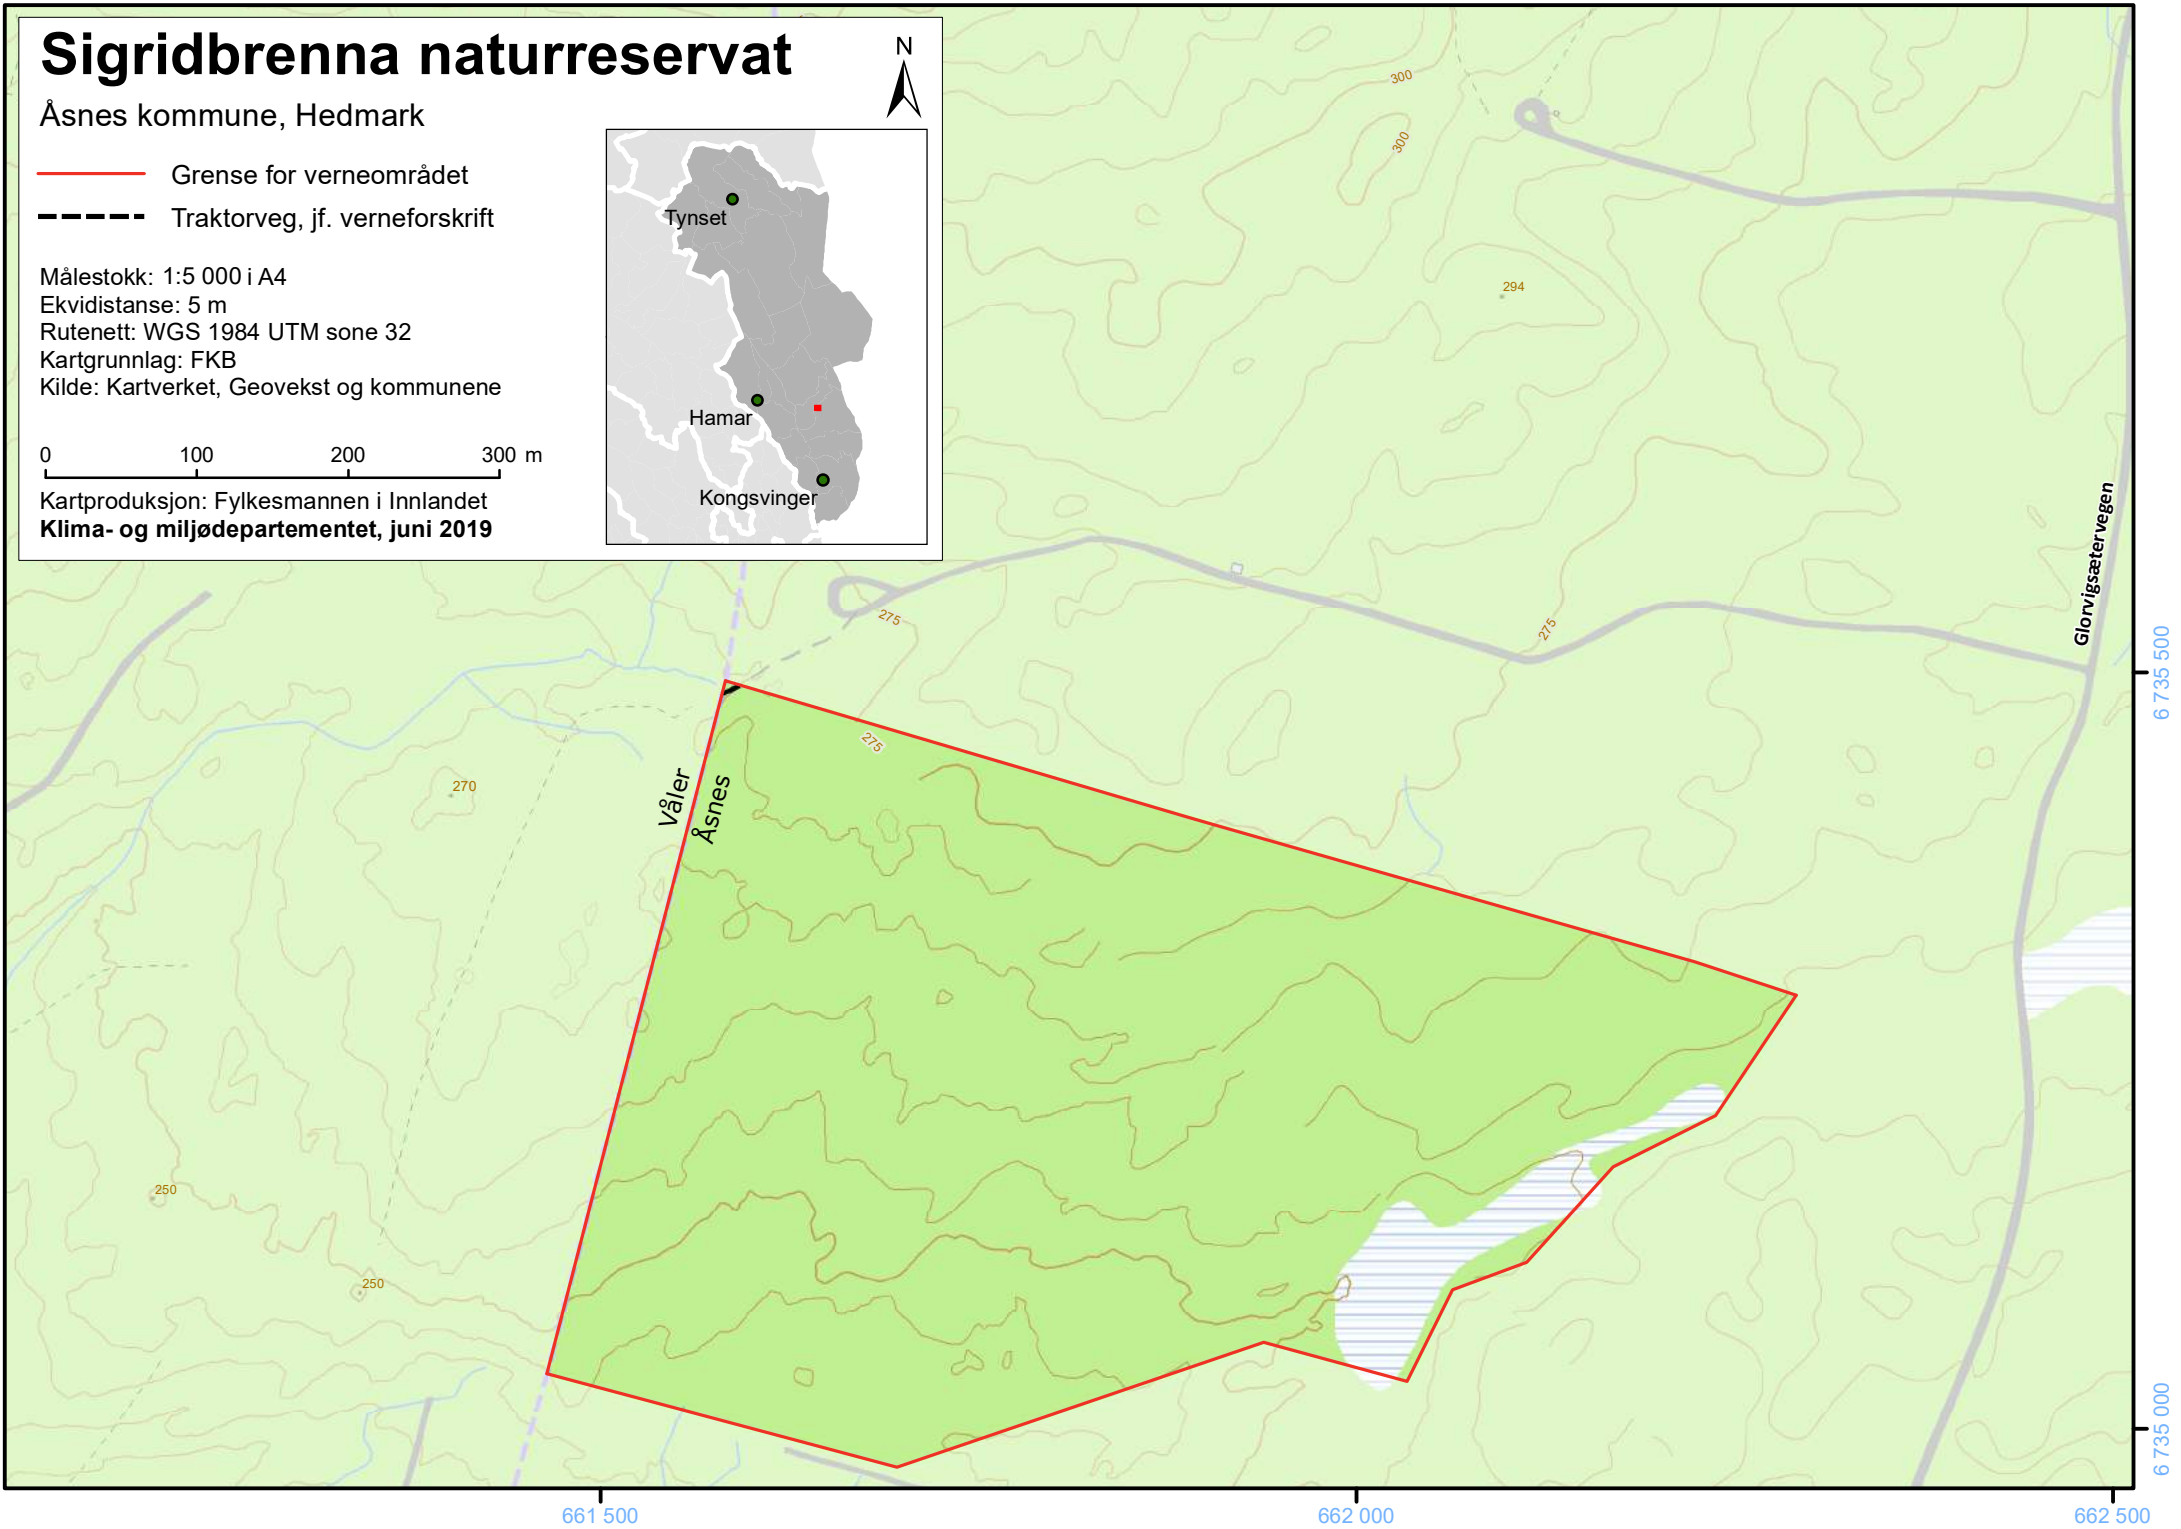 Sigridbrenna naturreservat
N
Åsnes kommune, Hedmark
Grense for verneområdet
Traktorveg, jf. verneforskrift
Målestokk: 1:5 000 i A4
Ekvidistanse: 5 m
Rutenett: WGS 1984 UTM sone 32
Kartgrunnlag: FKB
Kilde: Kartverket, Geovekst og kommunene
0 100 200 300 m
Kartproduksjon: Fylkesmannen i Innlandet
Klima- og miljødepartementet, juni 2019
Tynset
Hamar
Kongsvinger
300
300
294
Glorvigsætervegen
275
275
275
270
Våler
Åsnes
250
250
6 735 500
6 735 000
661 500
662 000
662 500